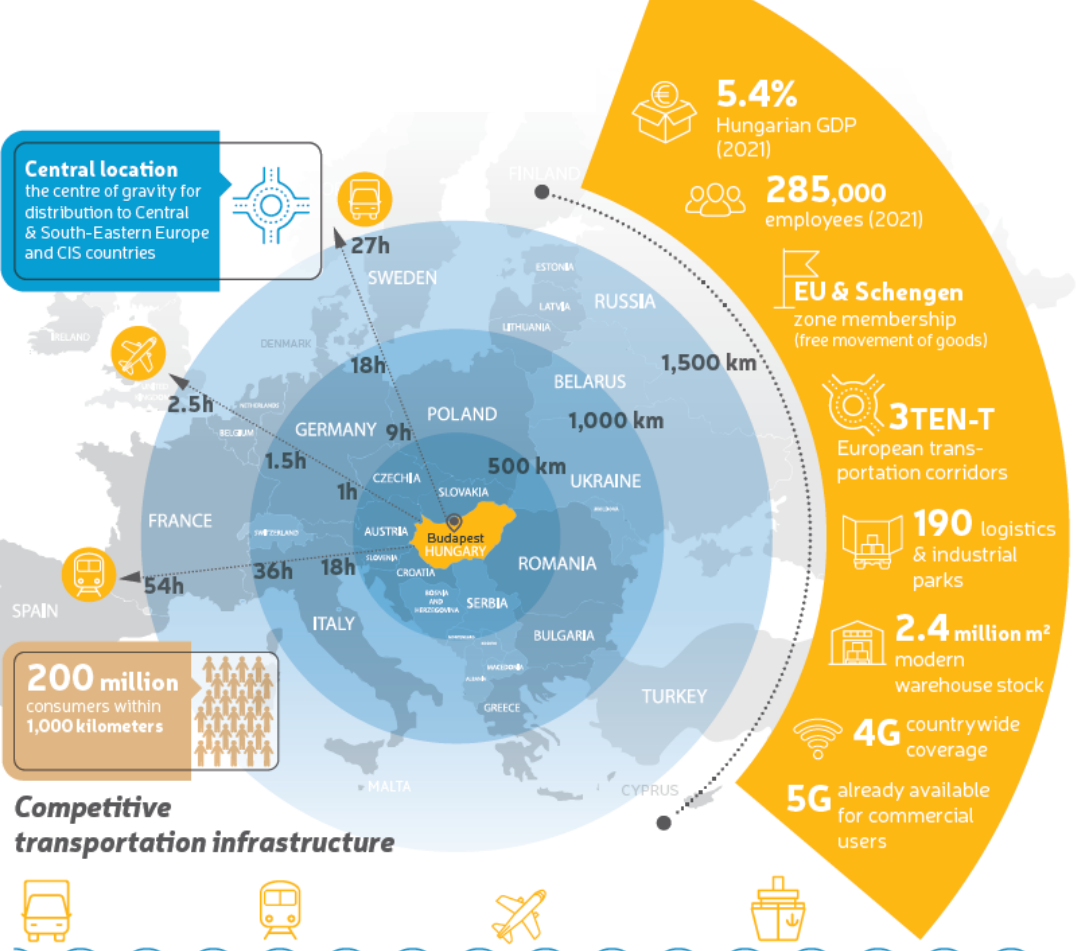 Central location
the centre of gravity for
distribution to Central
& South-Eastern Europe
and CIS countries
27h
18h
9h
2.5h
1.5h
1h
54h
36h
18h
500 km
1,000 km
1,500 km
FINLAND
SWEDEN
ESTONIA
LATVIA
LITHUANIA
RUSSIA
IRELAND
DENMARK
UNITED
KINGDOM
NETHERLANDS
BELGIUM
GERMANY
POLAND
BELARUS
CZECHIA
SLOVAKIA
UKRAINE
MOLDOVA
FRANCE
SWITZERLAND
AUSTRIA
Budapest
HUNGARY
SLOVENIA
CROATIA
ROMANIA
BOSNIA
AND
HERZEGOVINA
SERBIA
SPAIN
ITALY
BULGARIA
MACEDONIA
ALBANIA
GREECE
TURKEY
MALTA
CYPRUS
5.4%
Hungarian GDP
(2021)
285,000
employees (2021)
EU & Schengen
zone membership
(free movement of goods)
3 TEN-T
European trans-
portation corridors
190 logistics
& industrial
parks
2.4 million m²
modern
warehouse stock
4G countrywide
coverage
5G already available
for commercial
users
200 million
consumers within
1,000 kilometers
Competitive
transportation infrastructure